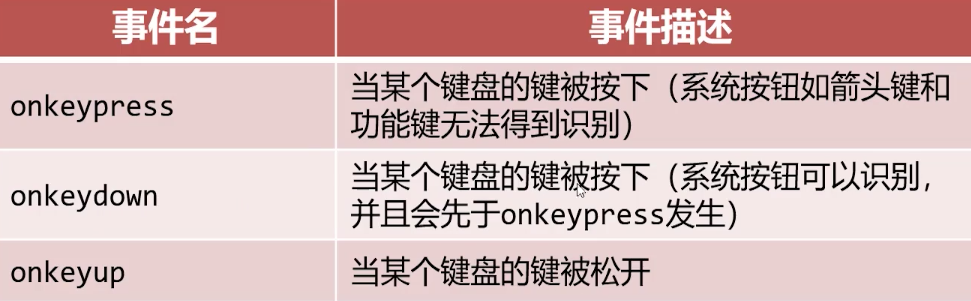 事件名 事件描述
onkeypress 当某个键盘的键被按下（系统按钮如箭头键和
功能键无法得到识别）
onkeydown 当某个键盘的键被按下（系统按钮可以识别，
并且会先于onkeypress发生）
onkeyup 当某个键盘的键被松开